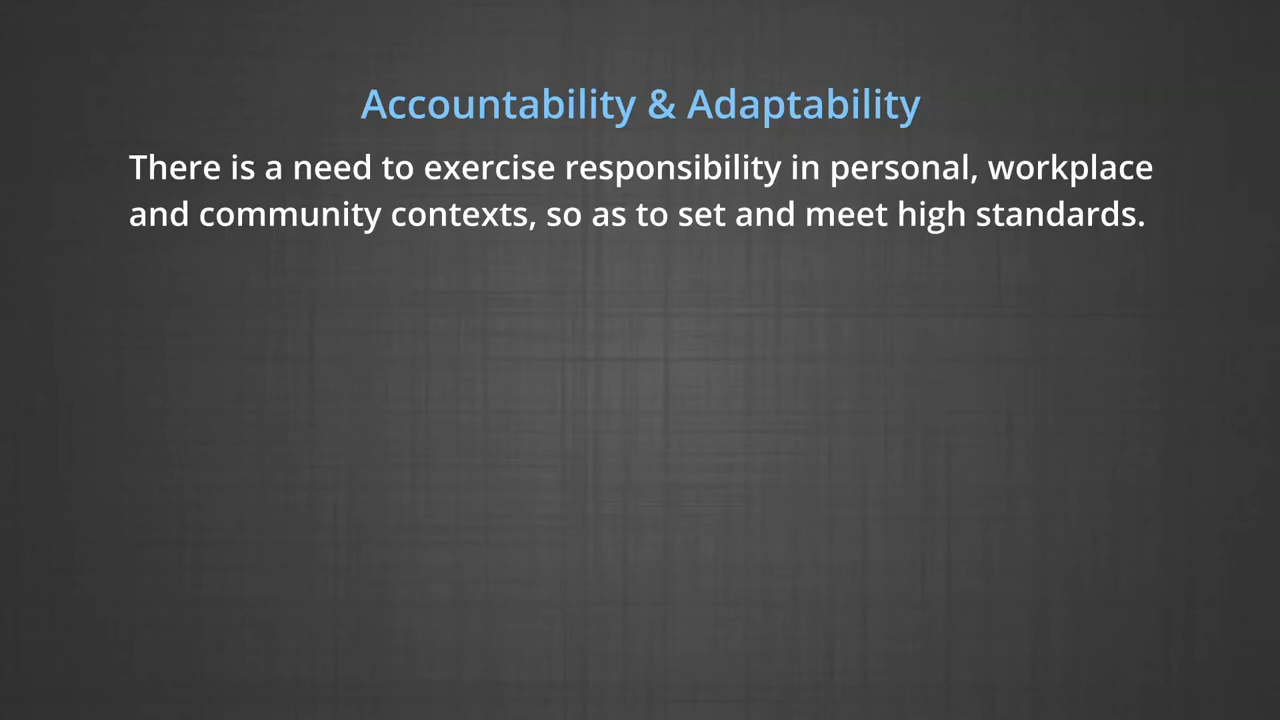 Accountability & Adaptability
There is a need to exercise responsibility in personal, workplace
and community contexts, so as to set and meet high standards.